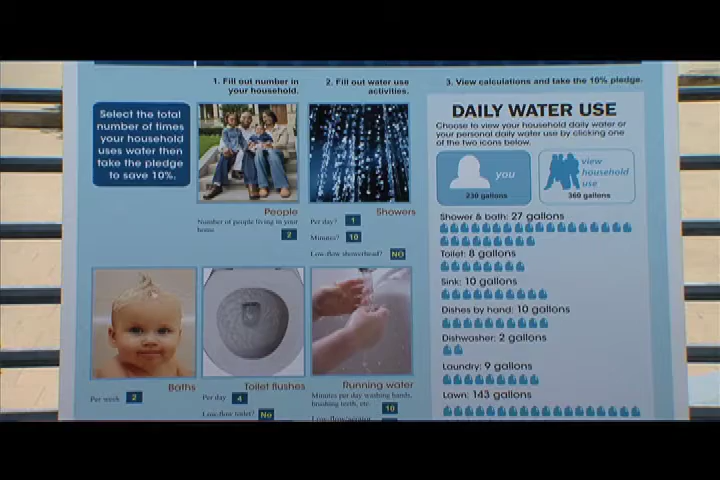 1. Fill out number in
your household.
2. Fill out water use
activities.
3. View calculations and take the 10% pledge.
Select the total
number of times
your household
uses water then
take the pledge
to save 10%.
People
Number of people living in your
home
2
Showers
Per day? 1
Minutes? 10
Low-flow showerhead? NO
Baths
Per week 2
Toilet flushes
Per day 4
Low-flow toilet? No
Running water
Minutes per day washing hands,
brushing teeth, etc.
10
Low-flow/aerator
DAILY WATER USE
Choose to view your household daily water or
your personal daily water use by clicking one
of the two icons below.
you
230 gallons
view
household
use
360 gallons
Shower & bath: 27 gallons
Toilet: 8 gallons
Sink: 10 gallons
Dishes by hand: 10 gallons
Dishwasher: 2 gallons
Laundry: 9 gallons
Lawn: 143 gallons